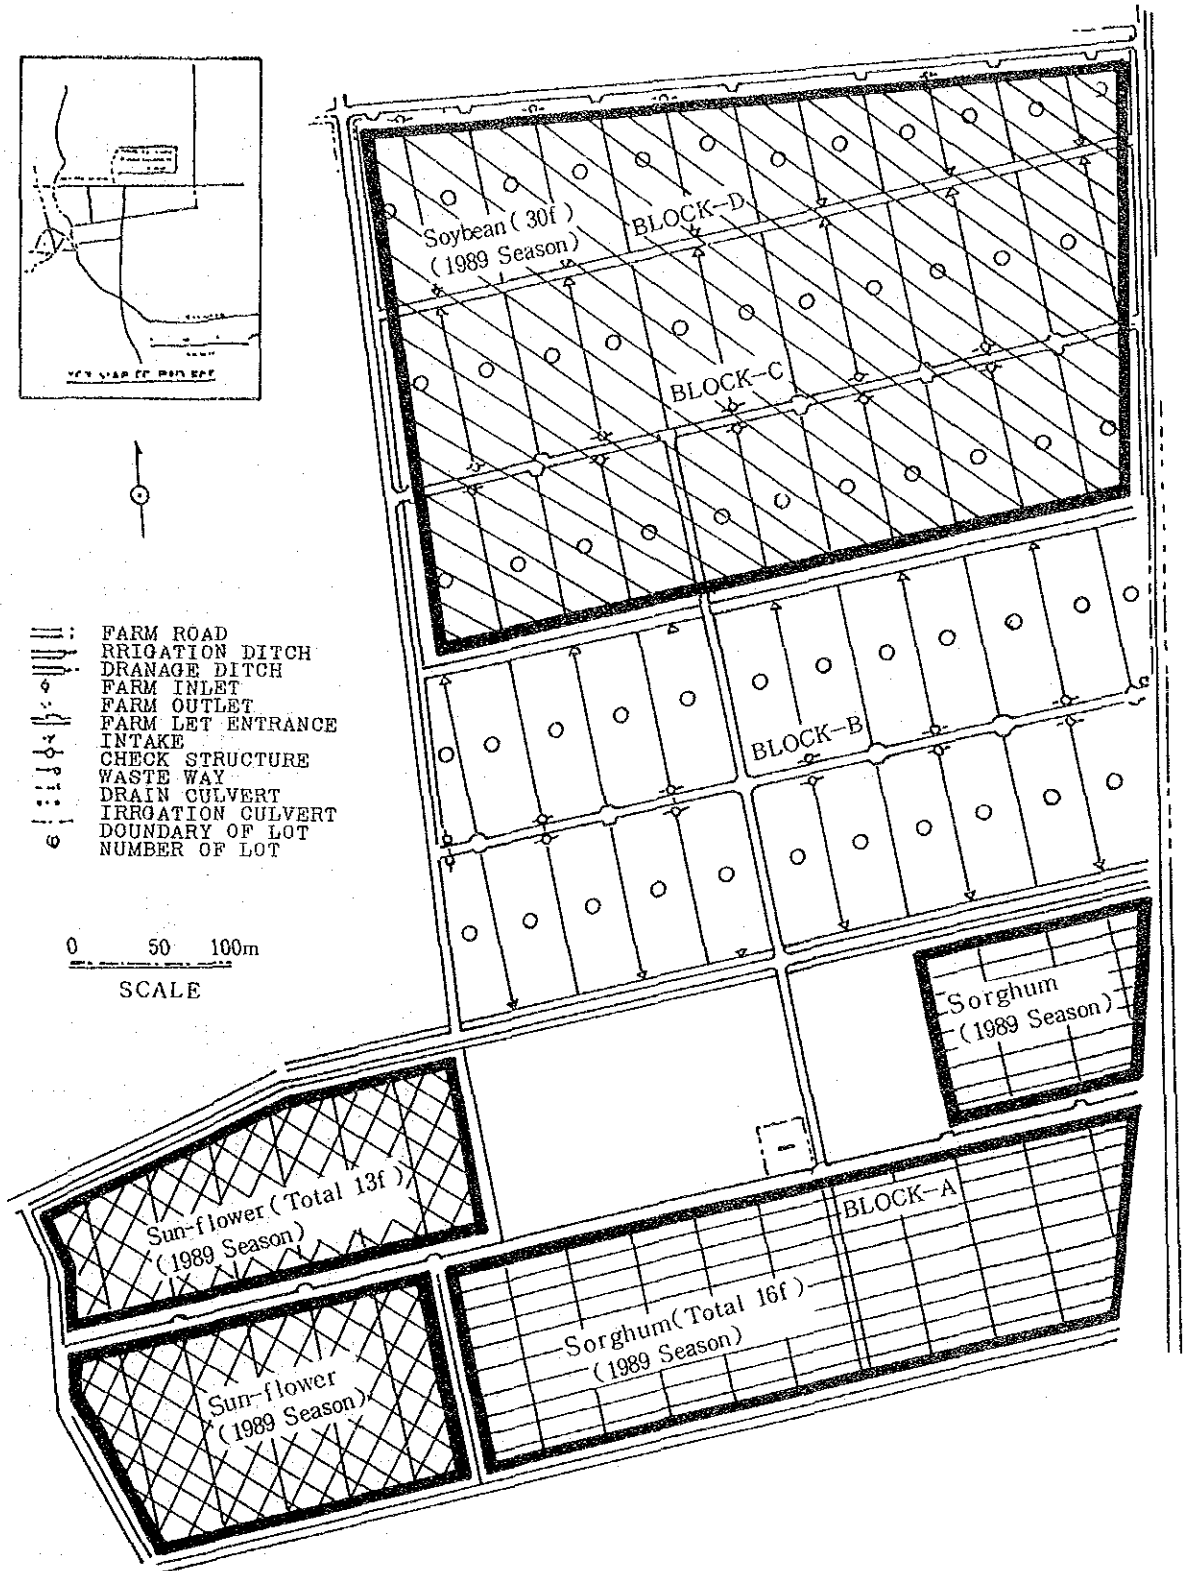 Soybean(30f)
(1989 Season)
BLOCK-D
BLOCK-C
FARM ROAD
RRIGATION DITCH
DRANAGE DITCH
FARM INLET
FARM OUTLET
FARM LET ENTRANCE
INTAKE
CHECK STRUCTURE
WASTE WAY
DRAIN CULVERT
IRRGATION CULVERT
DOUNDARY OF LOT
NUMBER OF LOT
BLOCK-B
0 50 100m
SCALE
Sorghum
(1989 Season)
Sun-flower(Total 13f)
(1989 Season)
BLOCK-A
Sorghum(Total 16f)
(1989 Season)
Sun-flower
(1989 Season)